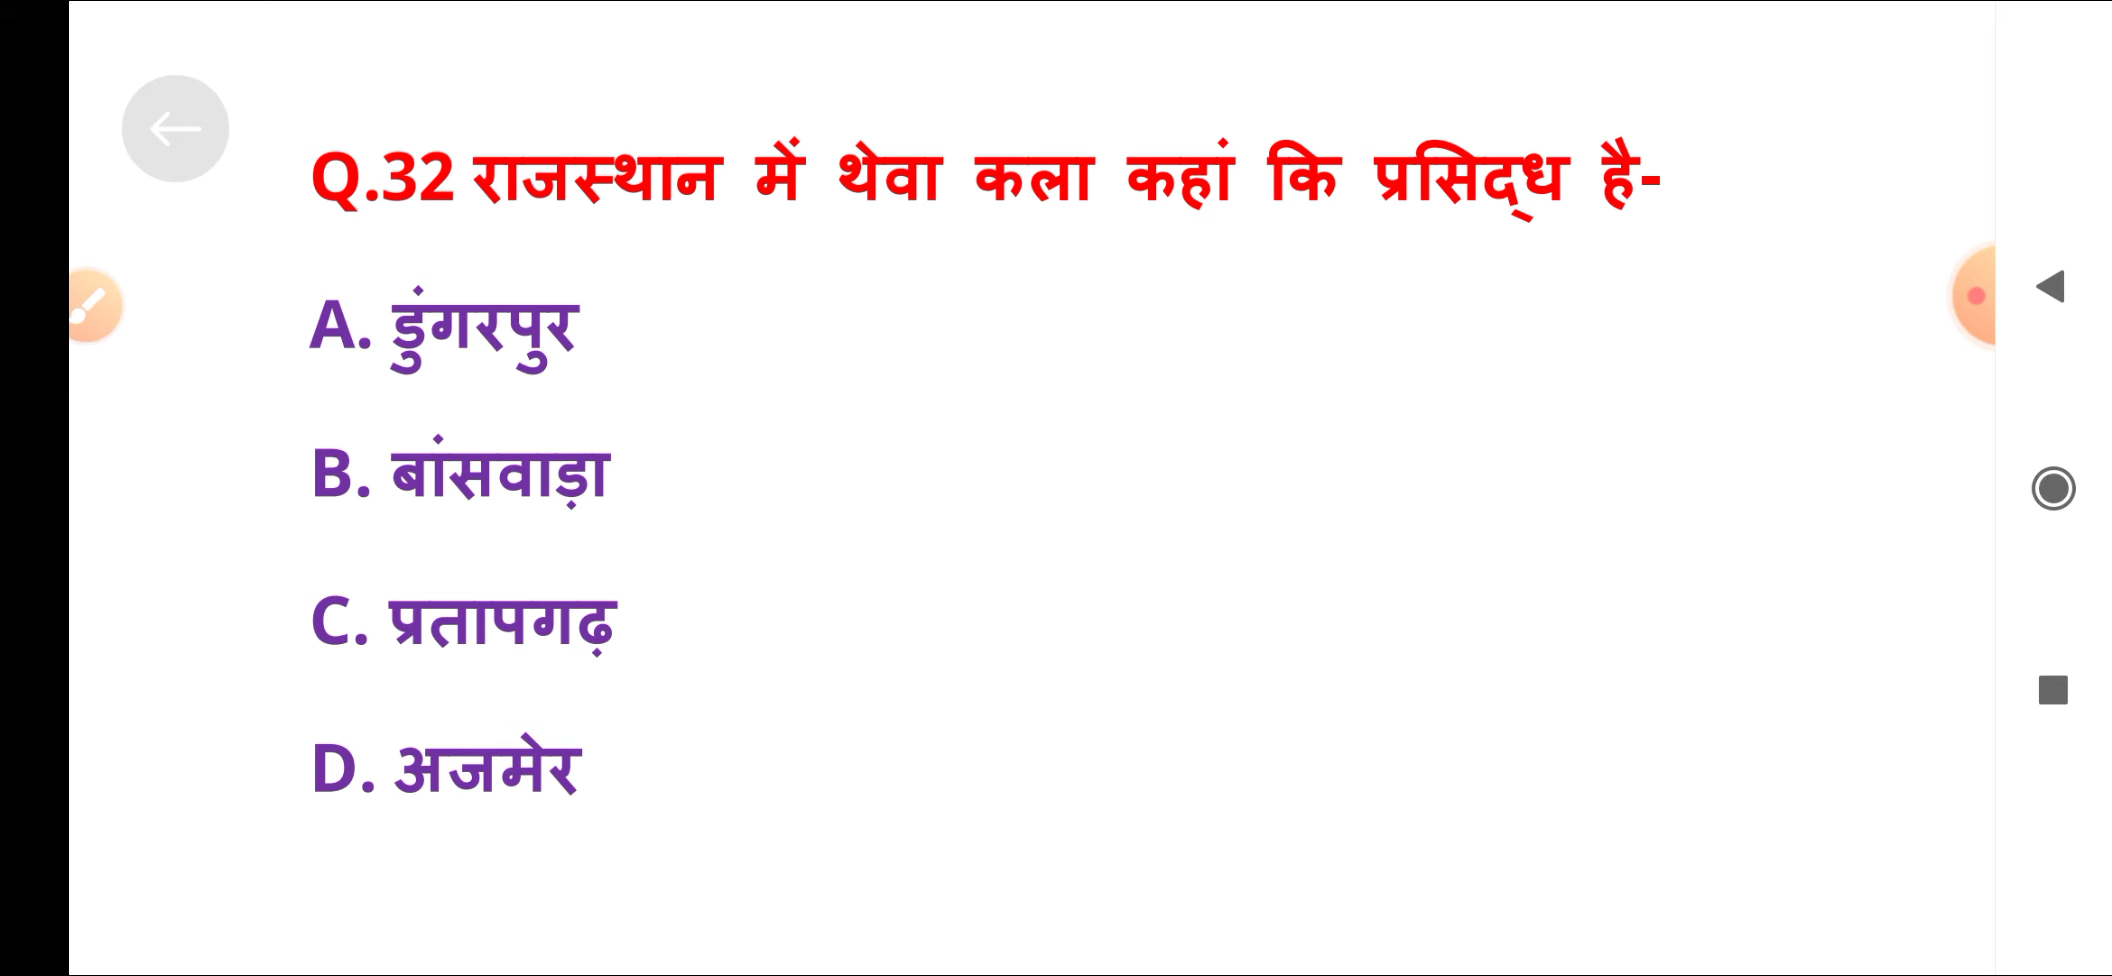 Q.32 राजस्थान में थेवा कला कहां कि प्रसिद्ध है-
A. डुंगरपुर
B. बांसवाड़ा
C. प्रतापगढ़
D. अजमेर